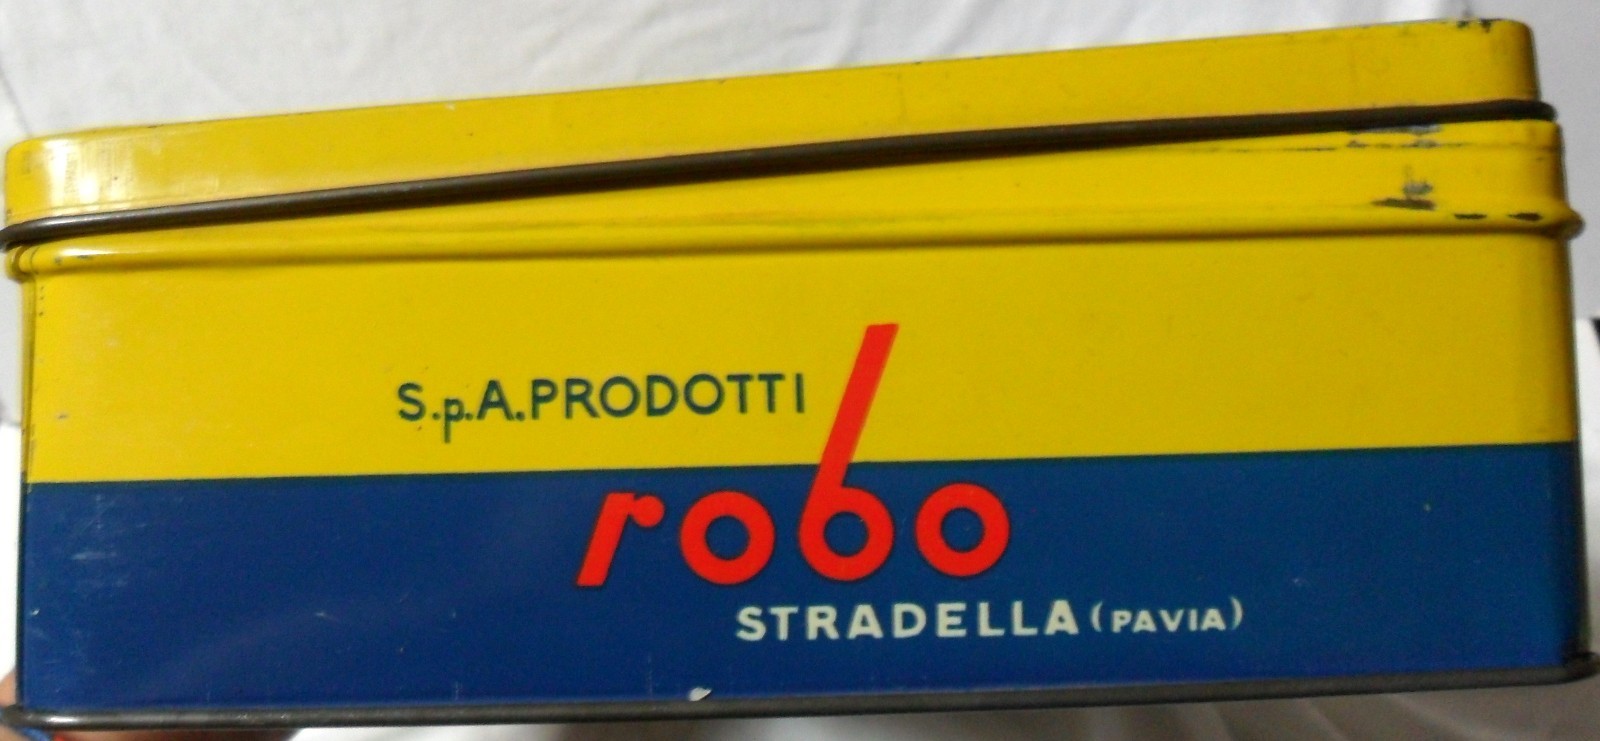 S.p.A. PRODOTTI
robo
STRADELLA (PAVIA)